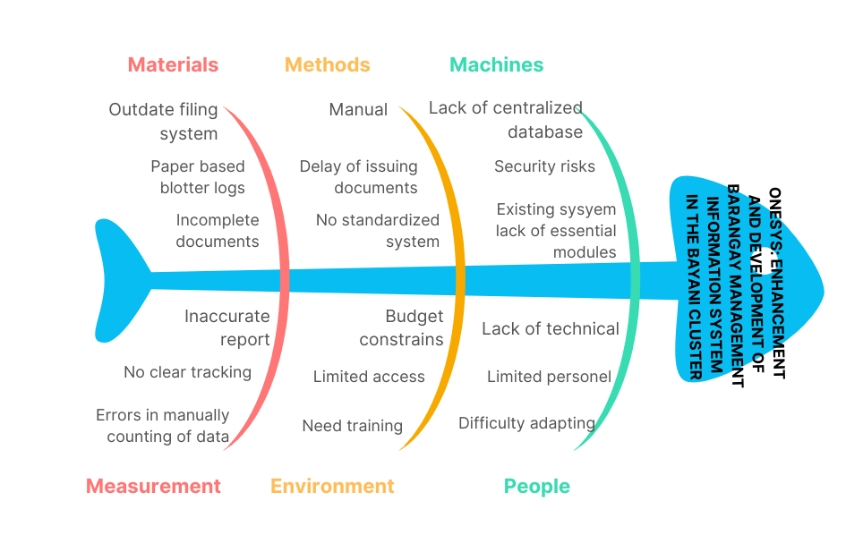 Materials
Methods
Machines
Outdate filing
system
Paper based
blotter logs
Incomplete
documents
Manual
Delay of issuing
documents
No standardized
system
Lack of centralized
database
Security risks
Existing sysyem
lack of essential
modules
Inaccurate
report
No clear tracking
Errors in manually
counting of data
Budget
constrains
Limited access
Need training
Lack of technical
Limited personel
Difficulty adapting
Measurement
Environment
People
ONESYS: ENHANCEMENT
AND DEVELOPMENT OF
BARANGAY MANAGEMENT
INFORMATION SYSTEM
IN THE BAYANI CLUSTER